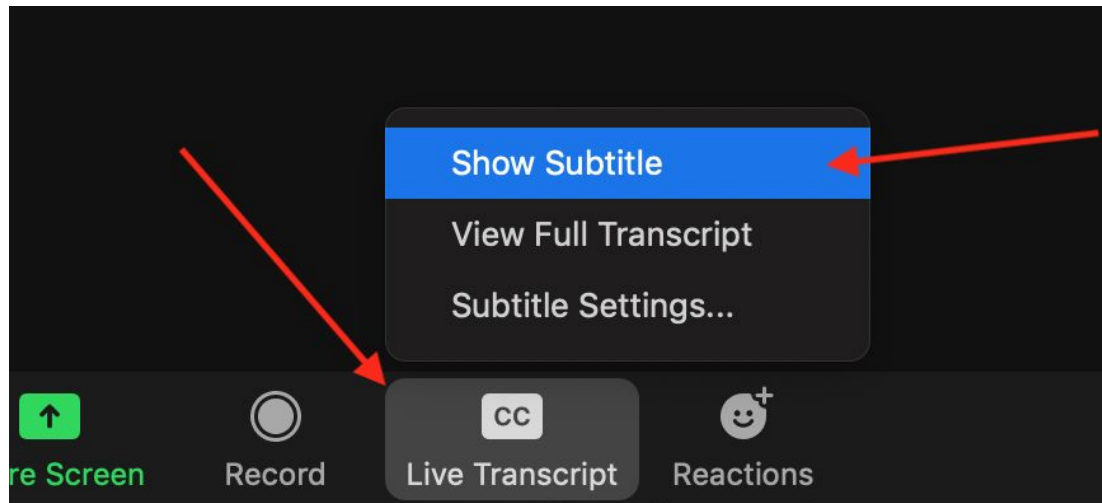 Show Subtitle
View Full Transcript
Subtitle Settings...
CC
re Screen
Record
Live Transcript
Reactions